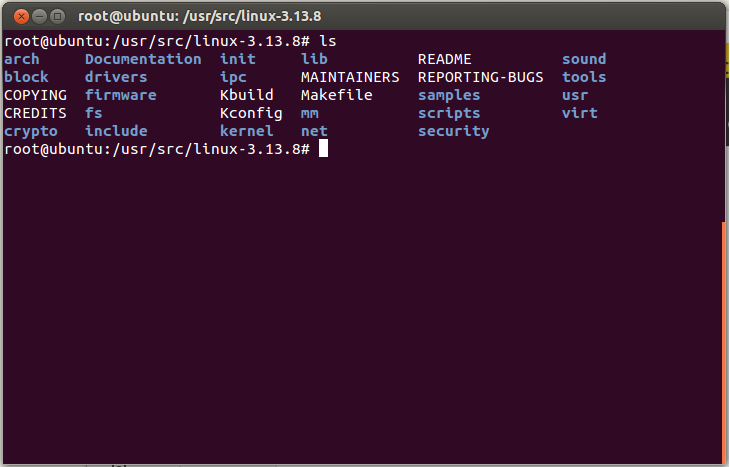 root@ubuntu: /usr/src/linux-3.13.8
root@ubuntu:/usr/src/linux-3.13.8# ls
arch Documentation init lib README sound
block drivers ipc MAINTAINERS REPORTING-BUGS tools
COPYING firmware Kbuild Makefile samples usr
CREDITS fs Kconfig mm scripts virt
crypto include kernel net security
root@ubuntu:/usr/src/linux-3.13.8#